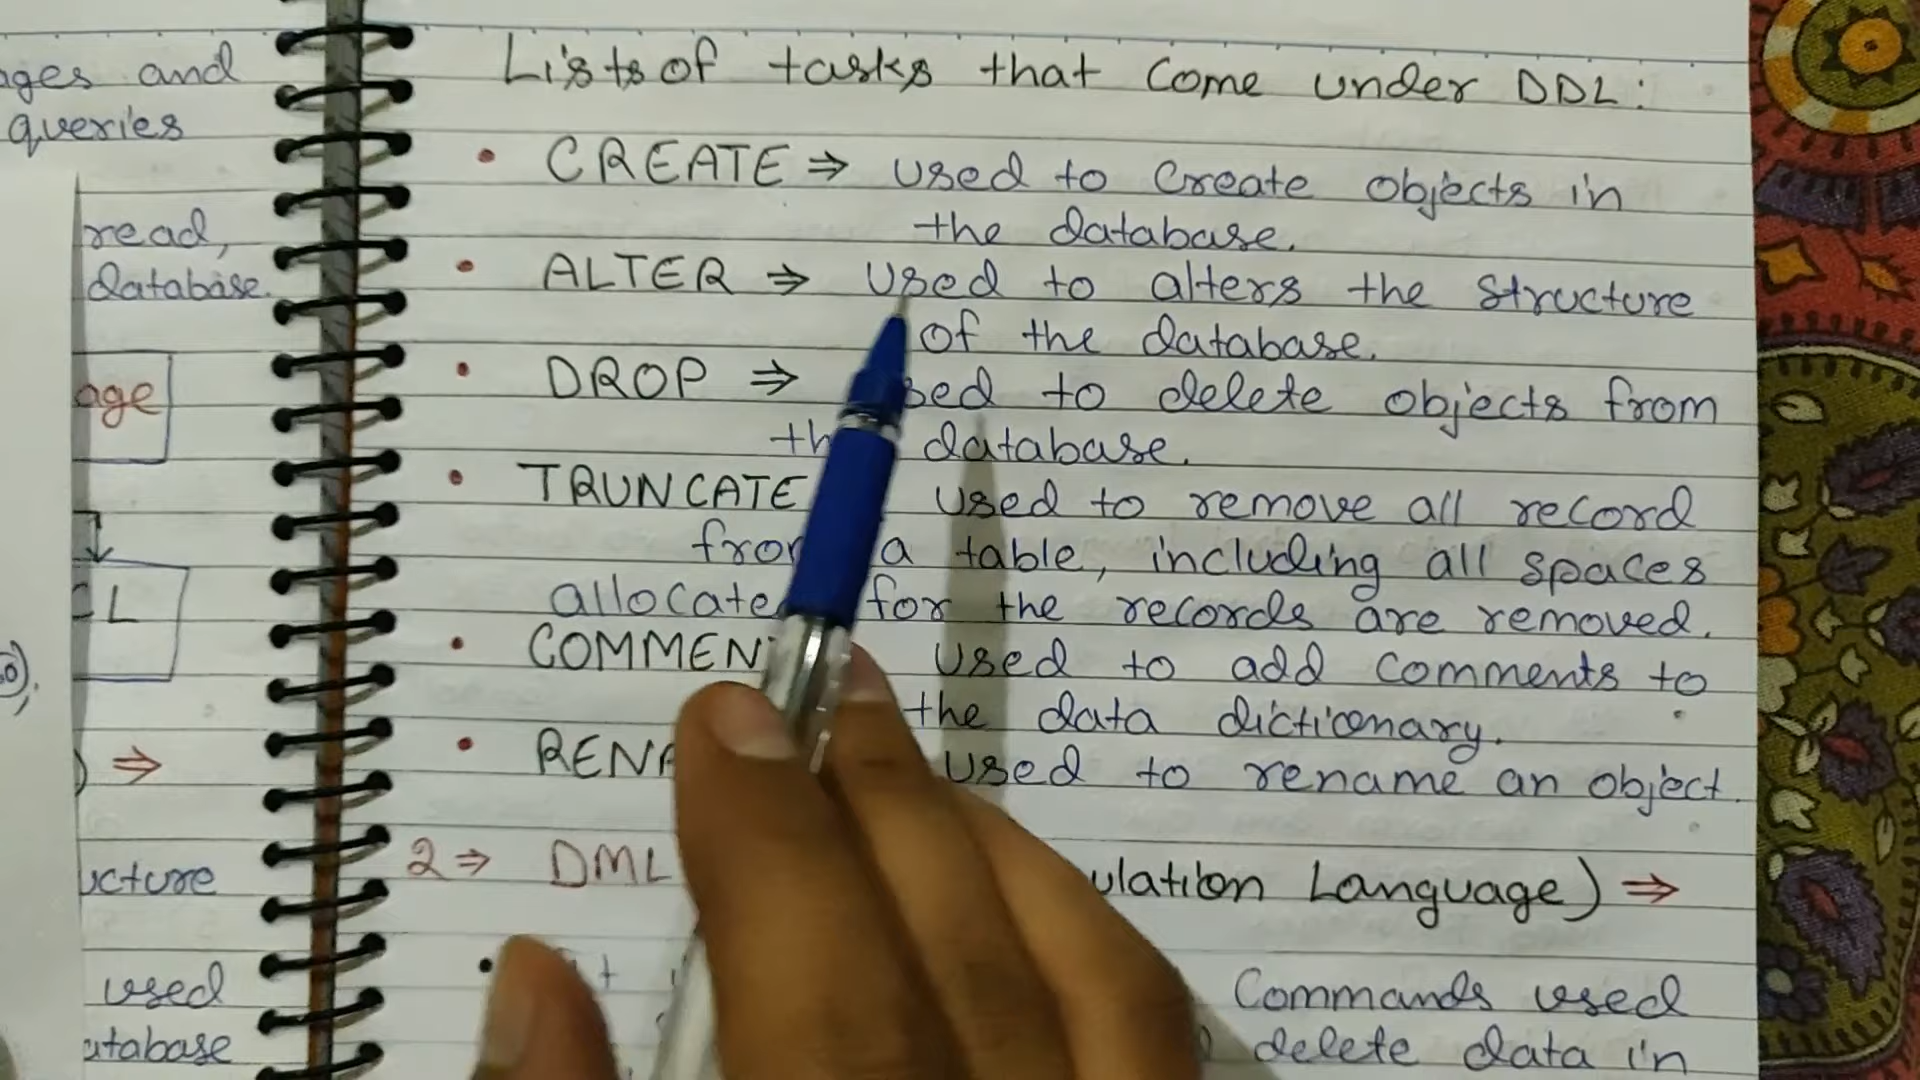 ages and
queries
read,
database.
age
L
ucture
used
atabase
Lists of tasks that come under DDL:
• CREATE ⇒ used to create objects in
the database.
• ALTER ⇒ used to alters the structure
of the database.
• DROP ⇒ sed to delete objects from
th database.
• TRUNCATE used to remove all record
from a table, including all spaces
allocated for the records are removed.
• COMMEN used to add comments to
the data dictionary.
• RENA used to rename an object.
2 ⇒ DML ulation Language) ⇒
Commands used
delete data in